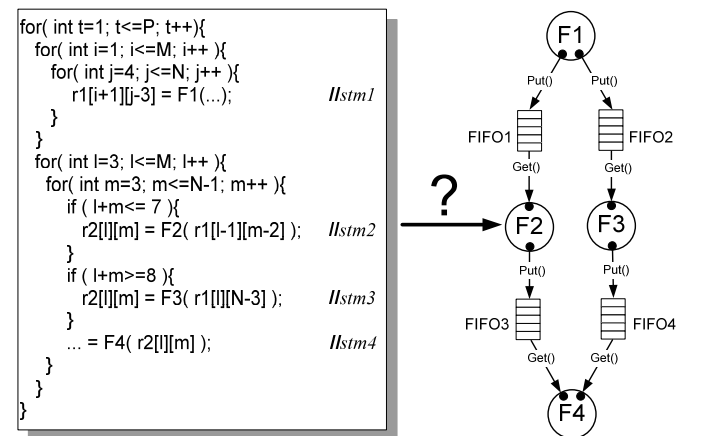 for( int t=1; t<=P; t++){
for( int i=1; i<=M; i++ ){
for( int j=4; j<=N; j++ ){
r1[i+1][j-3] = F1(...); //stm1
}
}
for( int l=3; l<=M; l++ ){
for( int m=3; m<=N-1; m++ ){
if ( l+m<= 7 ){
r2[l][m] = F2( r1[l-1][m-2] ); //stm2
}
if ( l+m>=8 ){
r2[l][m] = F3( r1[l][N-3] ); //stm3
}
... = F4( r2[l][m] ); //stm4
}
}
}
?
F1
Put() Put()
FIFO1 FIFO2
Get() Get()
F2 F3
Put() Put()
FIFO3 FIFO4
Get() Get()
F4